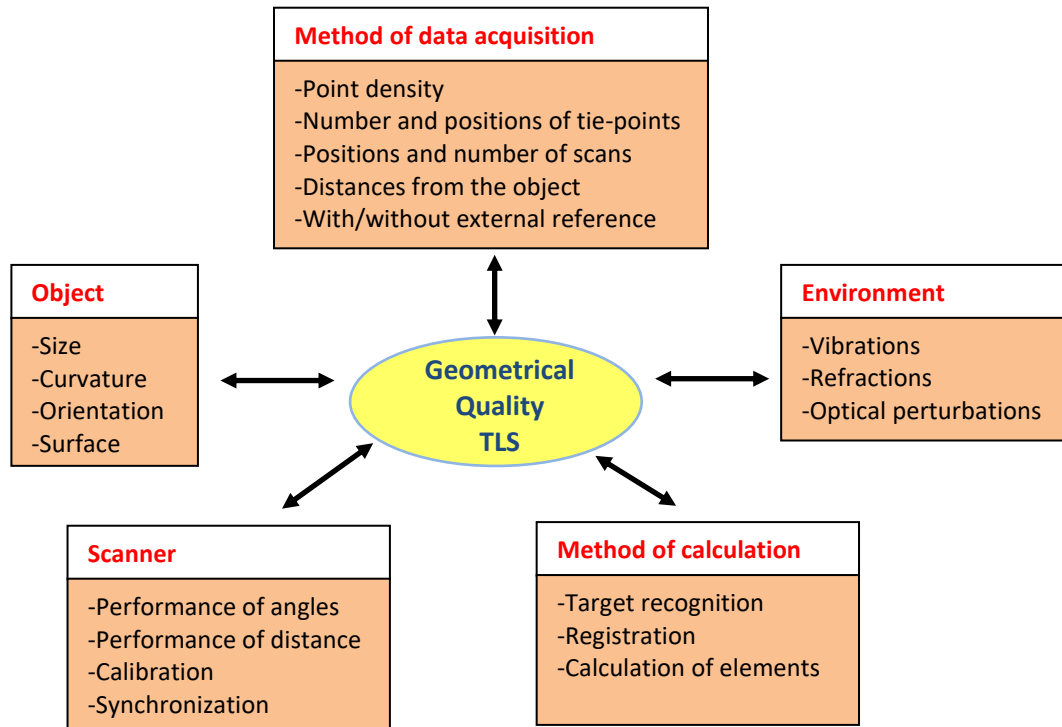 Method of data acquisition
-Point density
-Number and positions of tie-points
-Positions and number of scans
-Distances from the object
-With/without external reference
Object
-Size
-Curvature
-Orientation
-Surface
Geometrical
Quality
TLS
Environment
-Vibrations
-Refractions
-Optical perturbations
Scanner
-Performance of angles
-Performance of distance
-Calibration
-Synchronization
Method of calculation
-Target recognition
-Registration
-Calculation of elements